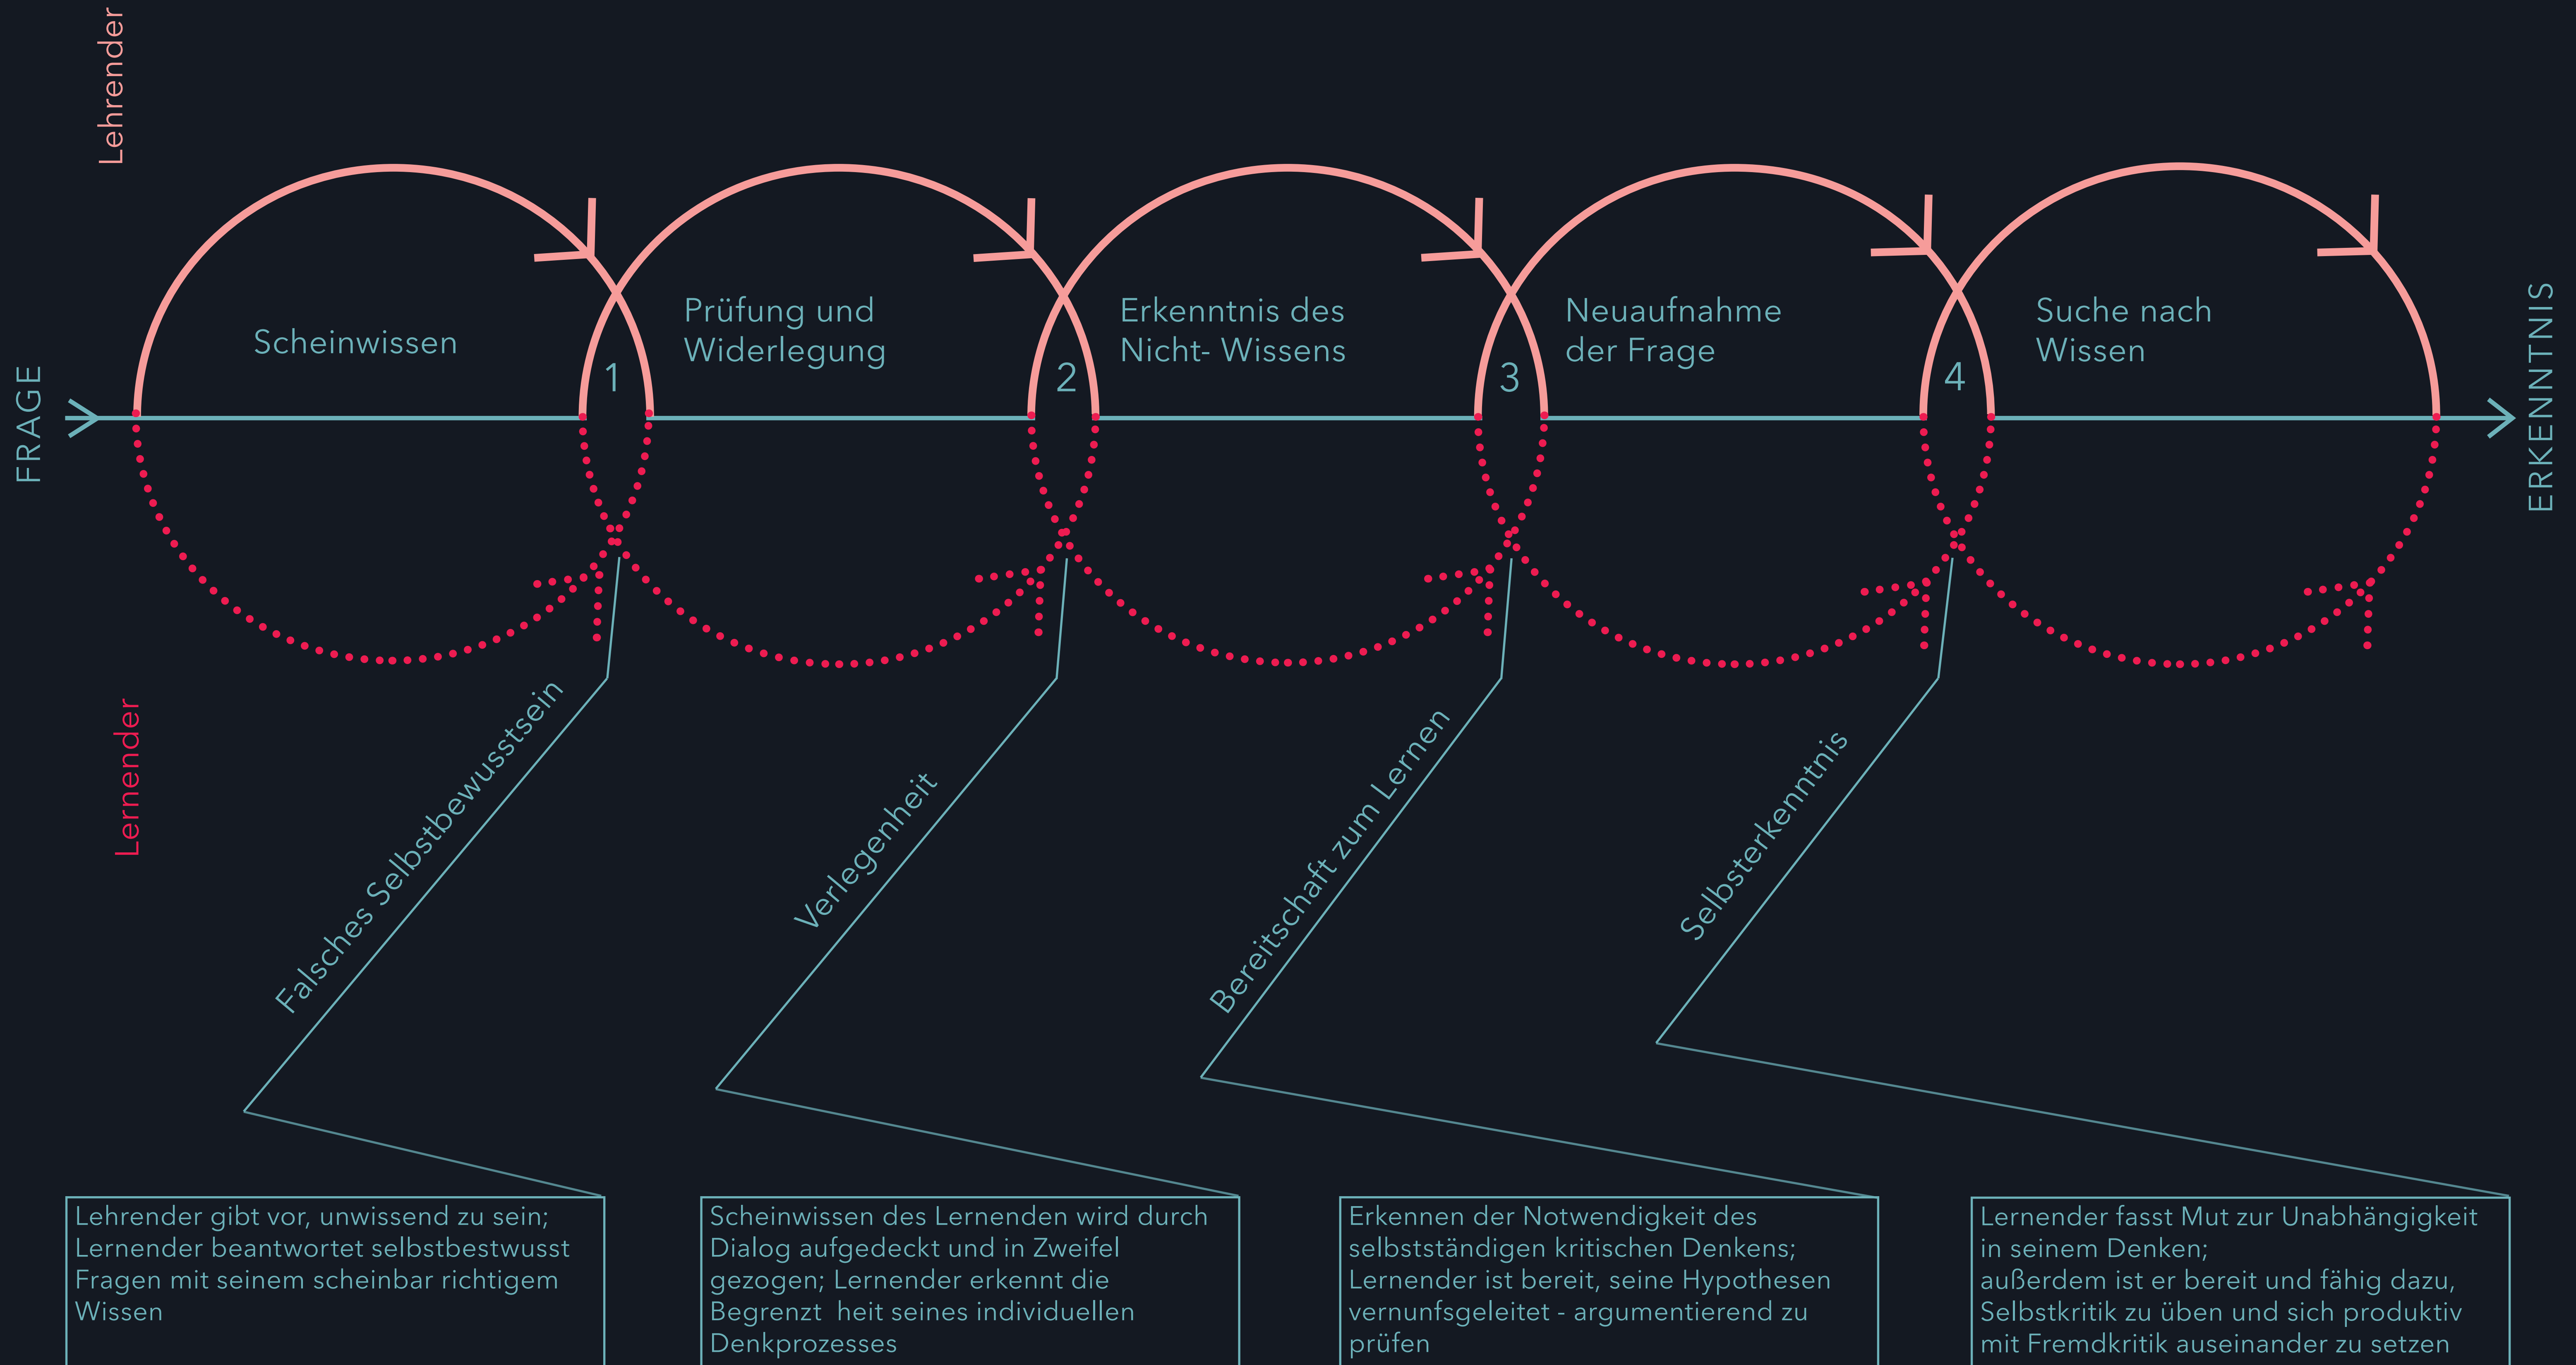 Lehrender
FRAGE
Scheinwissen
1
Prüfung und
Widerlegung
2
Erkenntnis des
Nicht- Wissens
3
Neuaufnahme
der Frage
4
Suche nach
Wissen
ERKENNTNIS
Lernender
Falsches Selbstbewusstsein
Verlegenheit
Bereitschaft zum Lernen
Selbsterkenntnis
Lehrender gibt vor, unwissend zu sein;
Lernender beantwortet selbstbestwusst
Fragen mit seinem scheinbar richtigem
Wissen
Scheinwissen des Lernenden wird durch
Dialog aufgedeckt und in Zweifel
gezogen; Lernender erkennt die
Begrenzt  heit seines individuellen
Denkprozesses
Erkennen der Notwendigkeit des
selbstständigen kritischen Denkens;
Lernender ist bereit, seine Hypothesen
vernunfsgeleitet - argumentierend zu
prüfen
Lernender fasst Mut zur Unabhängigkeit
in seinem Denken;
außerdem ist er bereit und fähig dazu,
Selbstkritik zu üben und sich produktiv
mit Fremdkritik auseinander zu setzen